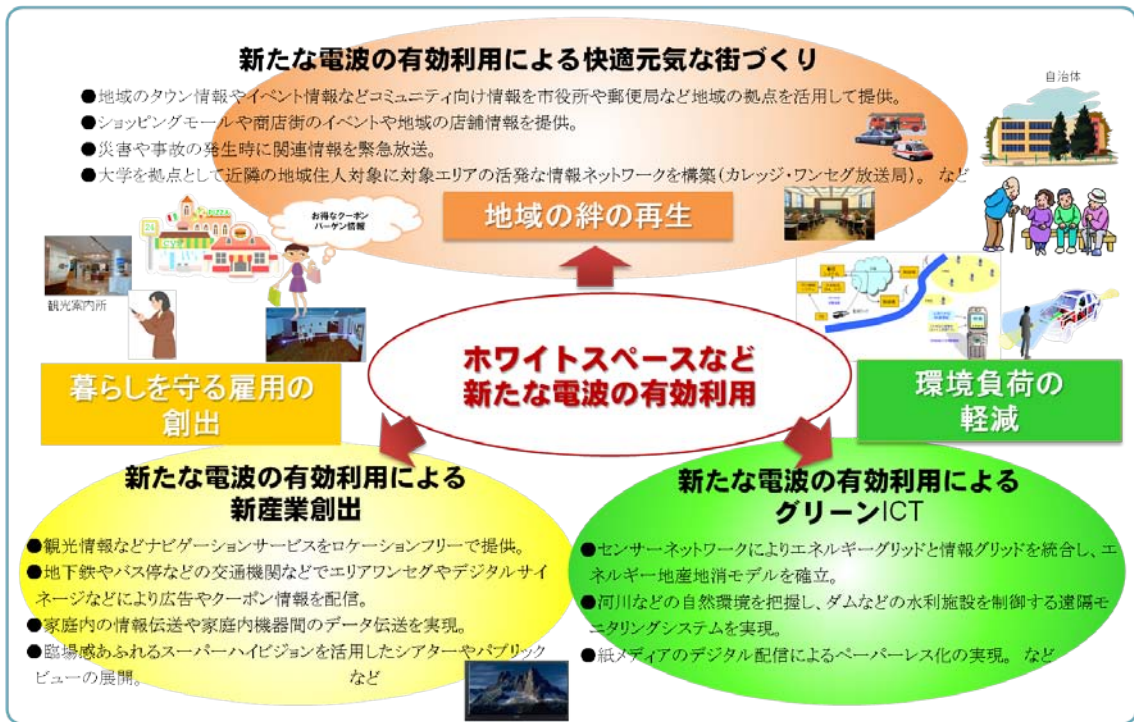 新たな電波の有効利用による快適元気な街づくり
●地域のタウン情報やイベント情報などコミュニティ向け情報を市役所や郵便局など地域の拠点を活用して提供。
●ショッピングモールや商店街のイベントや地域の店舗情報を提供。
●災害や事故の発生時に関連情報を緊急放送。
●大学を拠点として近隣の地域住人対象に対象エリアの活発な情報ネットワークを構築(カレッジ・ワンセグ放送局)。 など
自治体
地域の絆の再生
お得なクーポン
バーゲン情報
PIZZA
観光案内所
ホワイトスペースなど
新たな電波の有効利用
暮らしを守る雇用の
創出
環境負荷の
軽減
新たな電波の有効利用による
新産業創出
●観光情報などナビゲーションサービスをロケーションフリーで提供。
●地下鉄やバス停などの交通機関などでエリアワンセグやデジタルサイ
ネージなどにより広告やクーポン情報を配信。
●家庭内の情報伝送や家庭内機器間のデータ伝送を実現。
●臨場感あふれるスーパーハイビジョンを活用したシアターやパブリック
ビューの展開。 など
新たな電波の有効利用による
グリーンICT
●センサーネットワークによりエネルギーグリッドと情報グリッドを統合し、エ
ネルギー地産地消モデルを確立。
●河川などの自然環境を把握し、ダムなどの水利施設を制御する遠隔モ
ニタリングシステムを実現。
●紙メディアのデジタル配信によるペーパーレス化の実現。 など